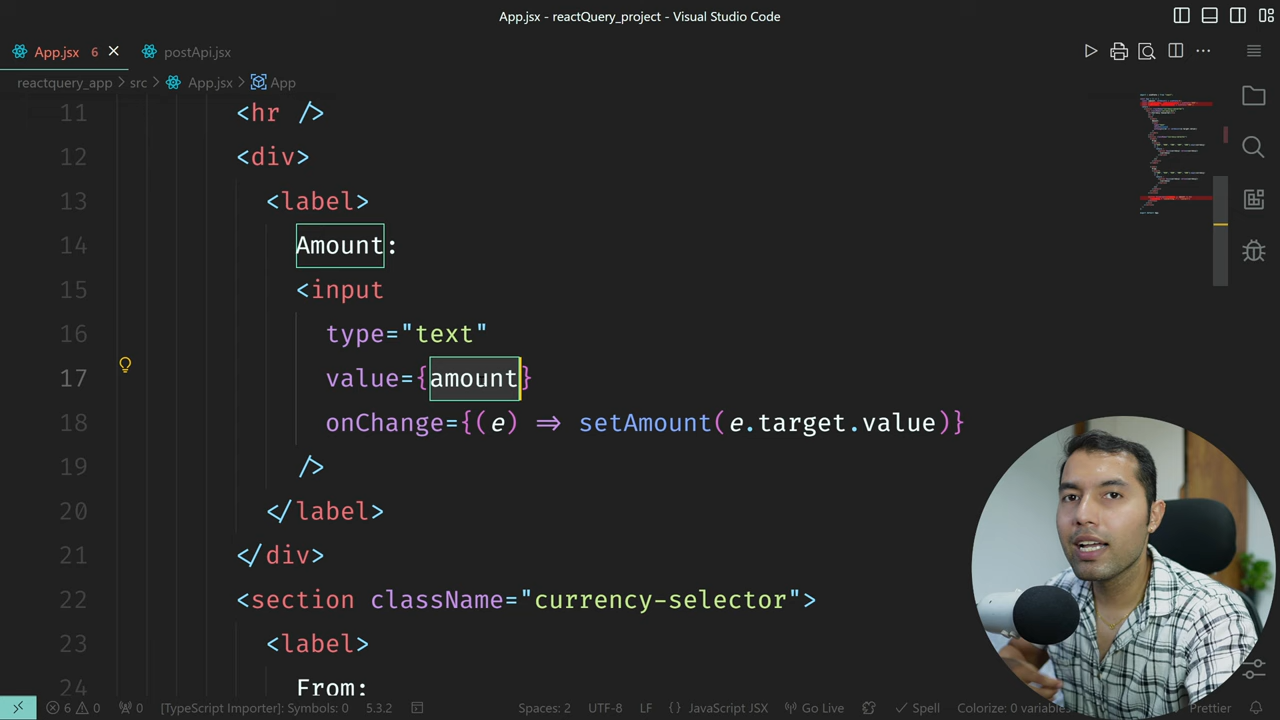 App.jsx - reactQuery_project - Visual Studio Code
App.jsx 6 postApi.jsx
reactquery_app > src > App.jsx > App
11 <hr />
12 <div>
13 <label>
14 Amount:
15 <input
16 type="text"
17 value={amount}
18 onChange={(e) => setAmount(e.target.value)}
19 />
20 </label>
21 </div>
22 <section className="currency-selector">
23 <label>
24 From:
6 0 0 [TypeScript Importer]: Symbols: 0 5.3.2 Spaces: 2 UTF-8 LF {} JavaScript JSX Go Live Spell Colorize: 0 variables Prettier